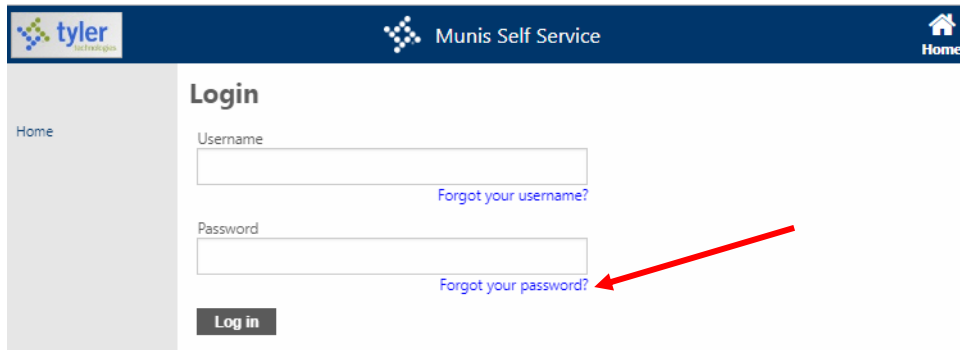 tyler
technologies
Munis Self Service
Home
Home
Login
Username
Forgot your username?
Password
Forgot your password?
Log in